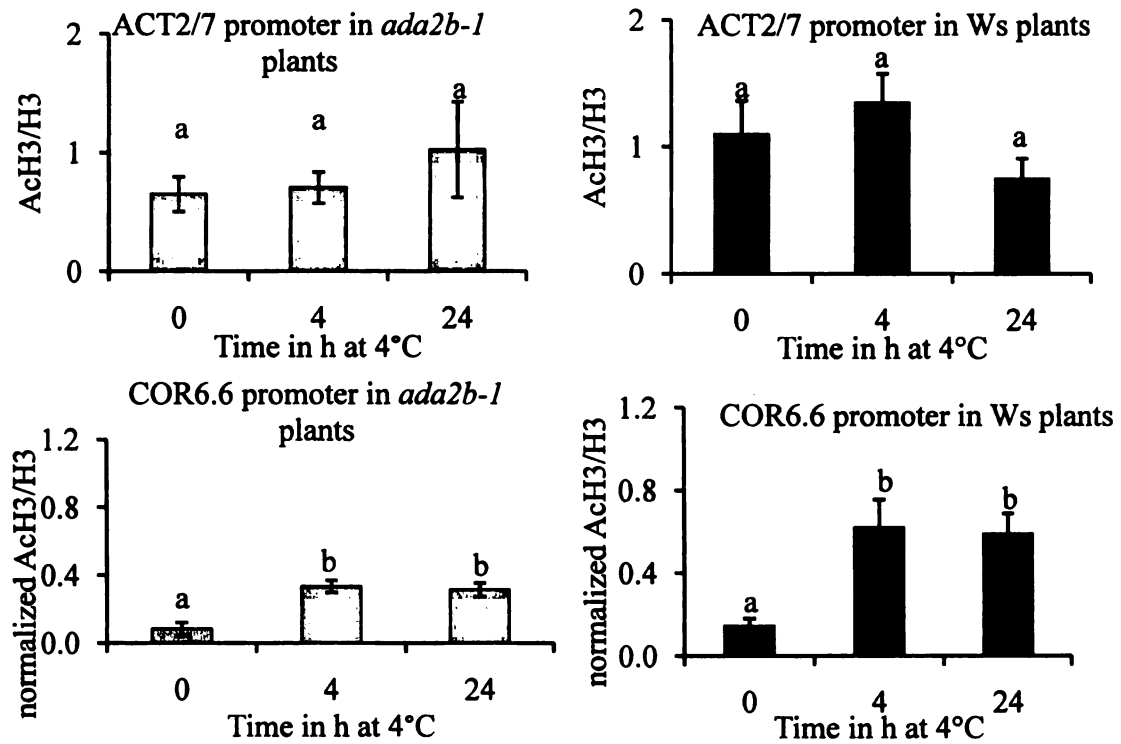 ACT2/7 promoter in ada2b-1
plants
2
1
0
AcH3/H3
a
a
a
0 4 24
Time in h at 4°C
ACT2/7 promoter in Ws plants
2
1
0
AcH3/H3
a
a
a
0 4 24
Time in h at 4°C
COR6.6 promoter in ada2b-1
plants
1.2
0.8
0.4
0.0
normalized AcH3/H3
a
b
b
0 4 24
Time in h at 4°C
COR6.6 promoter in Ws plants
1.2
0.8
0.4
0.0
normalized AcH3/H3
a
b
b
0 4 24
Time in h at 4°C